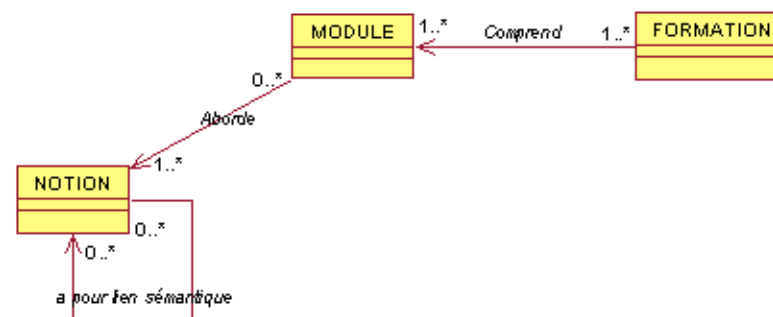 MODULE
1..*
Comprend
1..*
FORMATION
0..*
Aborde
1..*
NOTION
0..*
0..*
a pour lien sémantique